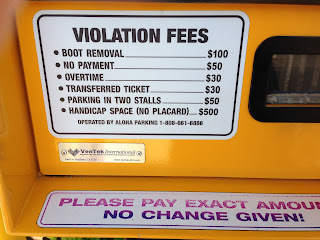 VIOLATION FEES
• BOOT REMOVAL $100
• NO PAYMENT $50
• OVERTIME $30
• TRANSFERRED TICKET $30
• PARKING IN TWO STALLS $50
• HANDICAP SPACE (NO PLACARD) $500
OPERATED BY ALOHA PARKING 1-808-661-6886
VenTek International
PLEASE PAY EXACT AMOUN
NO CHANGE GIVEN!